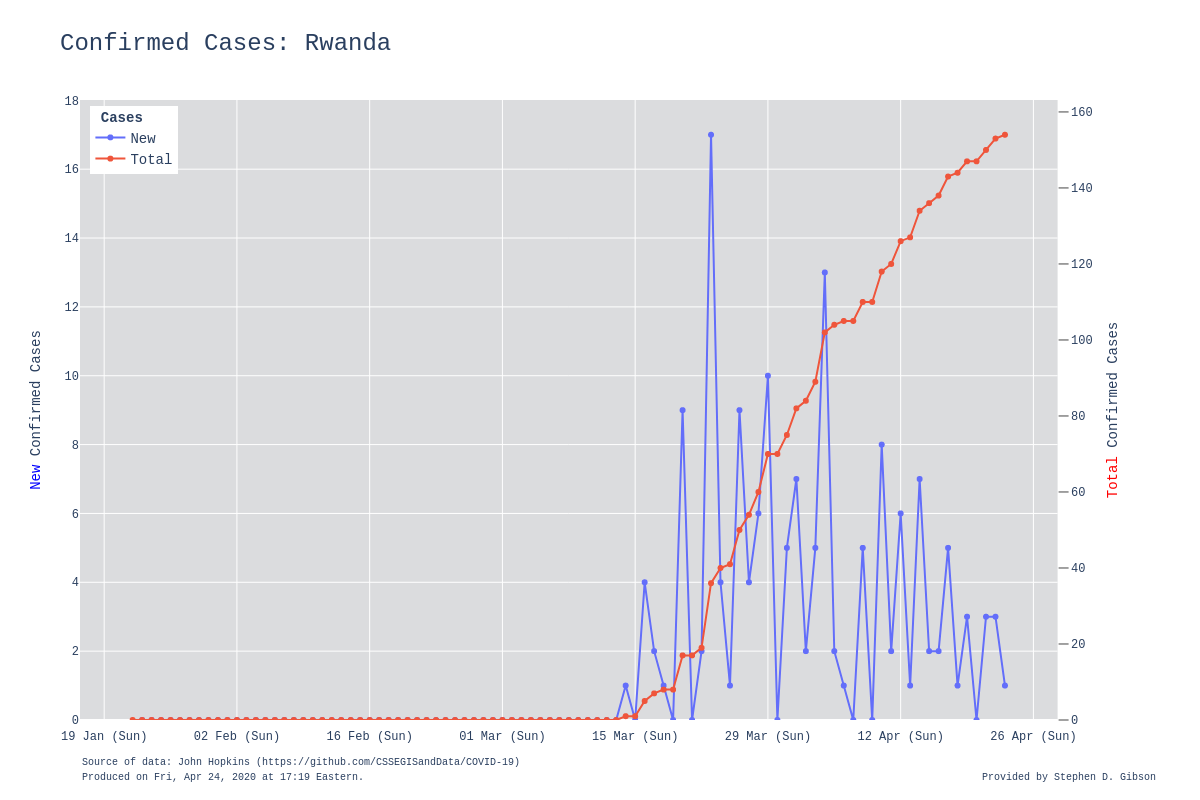 Confirmed Cases: Rwanda
Cases
New
Total
18
16
14
12
10
8
6
4
2
0
New Confirmed Cases
160
140
120
100
80
60
40
20
0
Total Confirmed Cases
19 Jan (Sun) 02 Feb (Sun) 16 Feb (Sun) 01 Mar (Sun) 15 Mar (Sun) 29 Mar (Sun) 12 Apr (Sun) 26 Apr (Sun)
Source of data: John Hopkins (https://github.com/CSSEGISandData/COVID-19)
Produced on Fri, Apr 24, 2020 at 17:19 Eastern.
Provided by Stephen D. Gibson